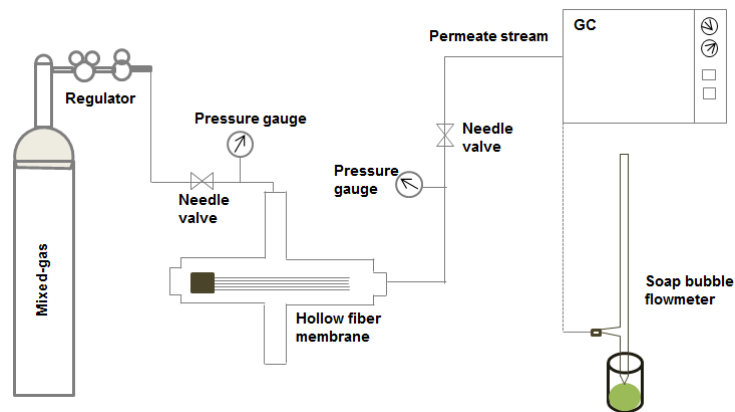 GC
Permeate stream
Regulator
Pressure gauge
Needle
valve
Pressure
gauge
Needle
valve
Mixed-gas
Hollow fiber
membrane
Soap bubble
flowmeter